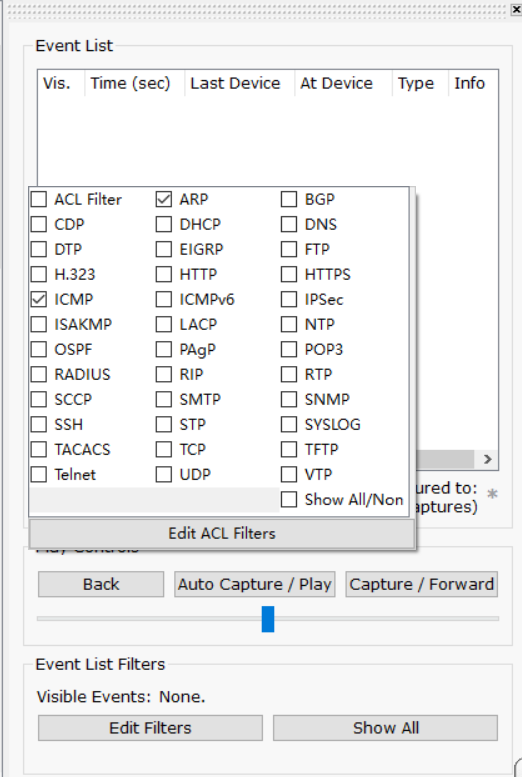 Event List
Vis. Time (sec) Last Device At Device Type Info
ACL Filter ARP BGP
CDP DHCP DNS
DTP EIGRP FTP
H.323 HTTP HTTPS
ICMP ICMPv6 IPSec
ISAKMP LACP NTP
OSPF PAgP POP3
RADIUS RIP RTP
SCCP SMTP SNMP
SSH STP SYSLOG
TACACS TCP TFTP
Telnet UDP VTP
ured to: *
Show All/Non
aptures)
Edit ACL Filters
Play Controls
Back Auto Capture / Play Capture / Forward
Event List Filters
Visible Events: None.
Edit Filters Show All